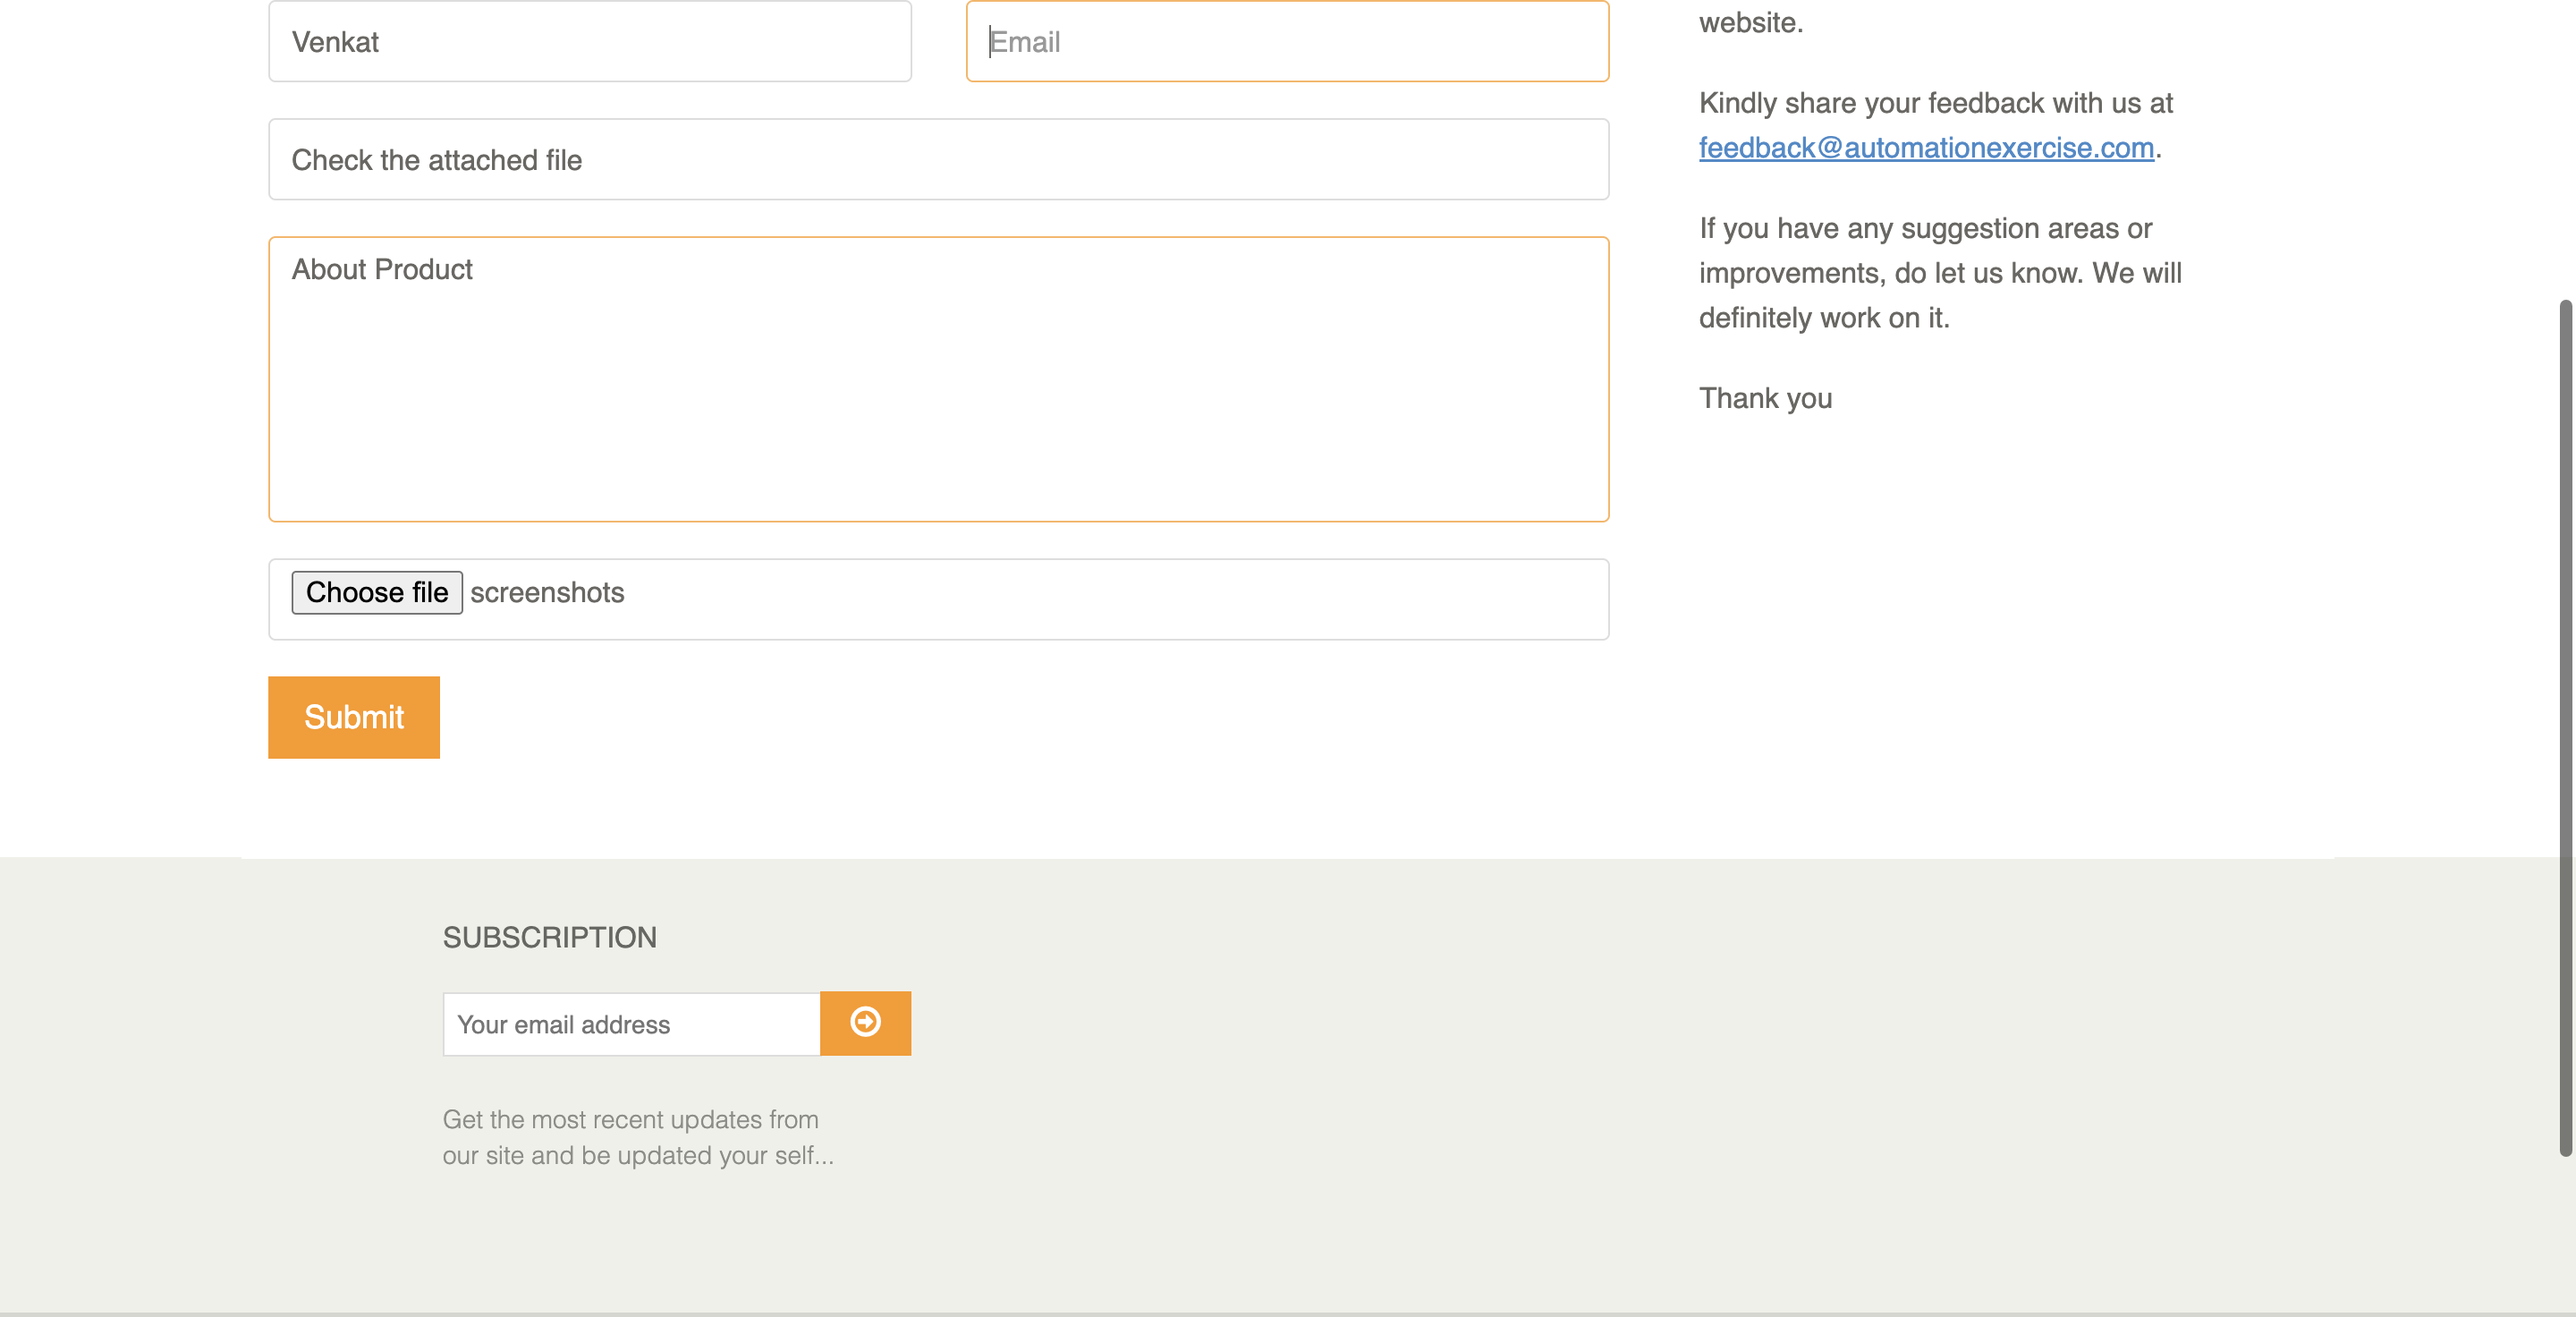 Venkat
Email
Check the attached file
About Product
Choose file screenshots
Submit
website.
Kindly share your feedback with us at
feedback@automationexercise.com.
If you have any suggestion areas or
improvements, do let us know. We will
definitely work on it.
Thank you
SUBSCRIPTION
Your email address
Get the most recent updates from
our site and be updated your self...